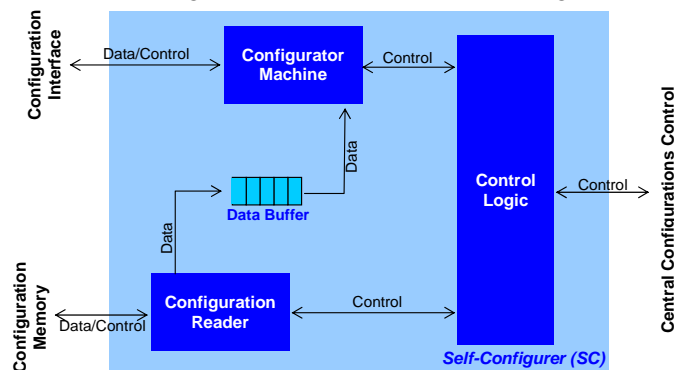 Configuration
Interface
Data/Control
Configurator
Machine
Control
Data
Data Buffer
Data
Control
Logic
Control
Central Configurations Control
Configuration
Memory
Data/Control
Configuration
Reader
Control
Self-Configurer (SC)